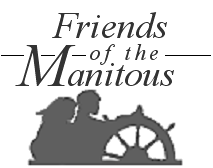 Friends
of the
Manitous